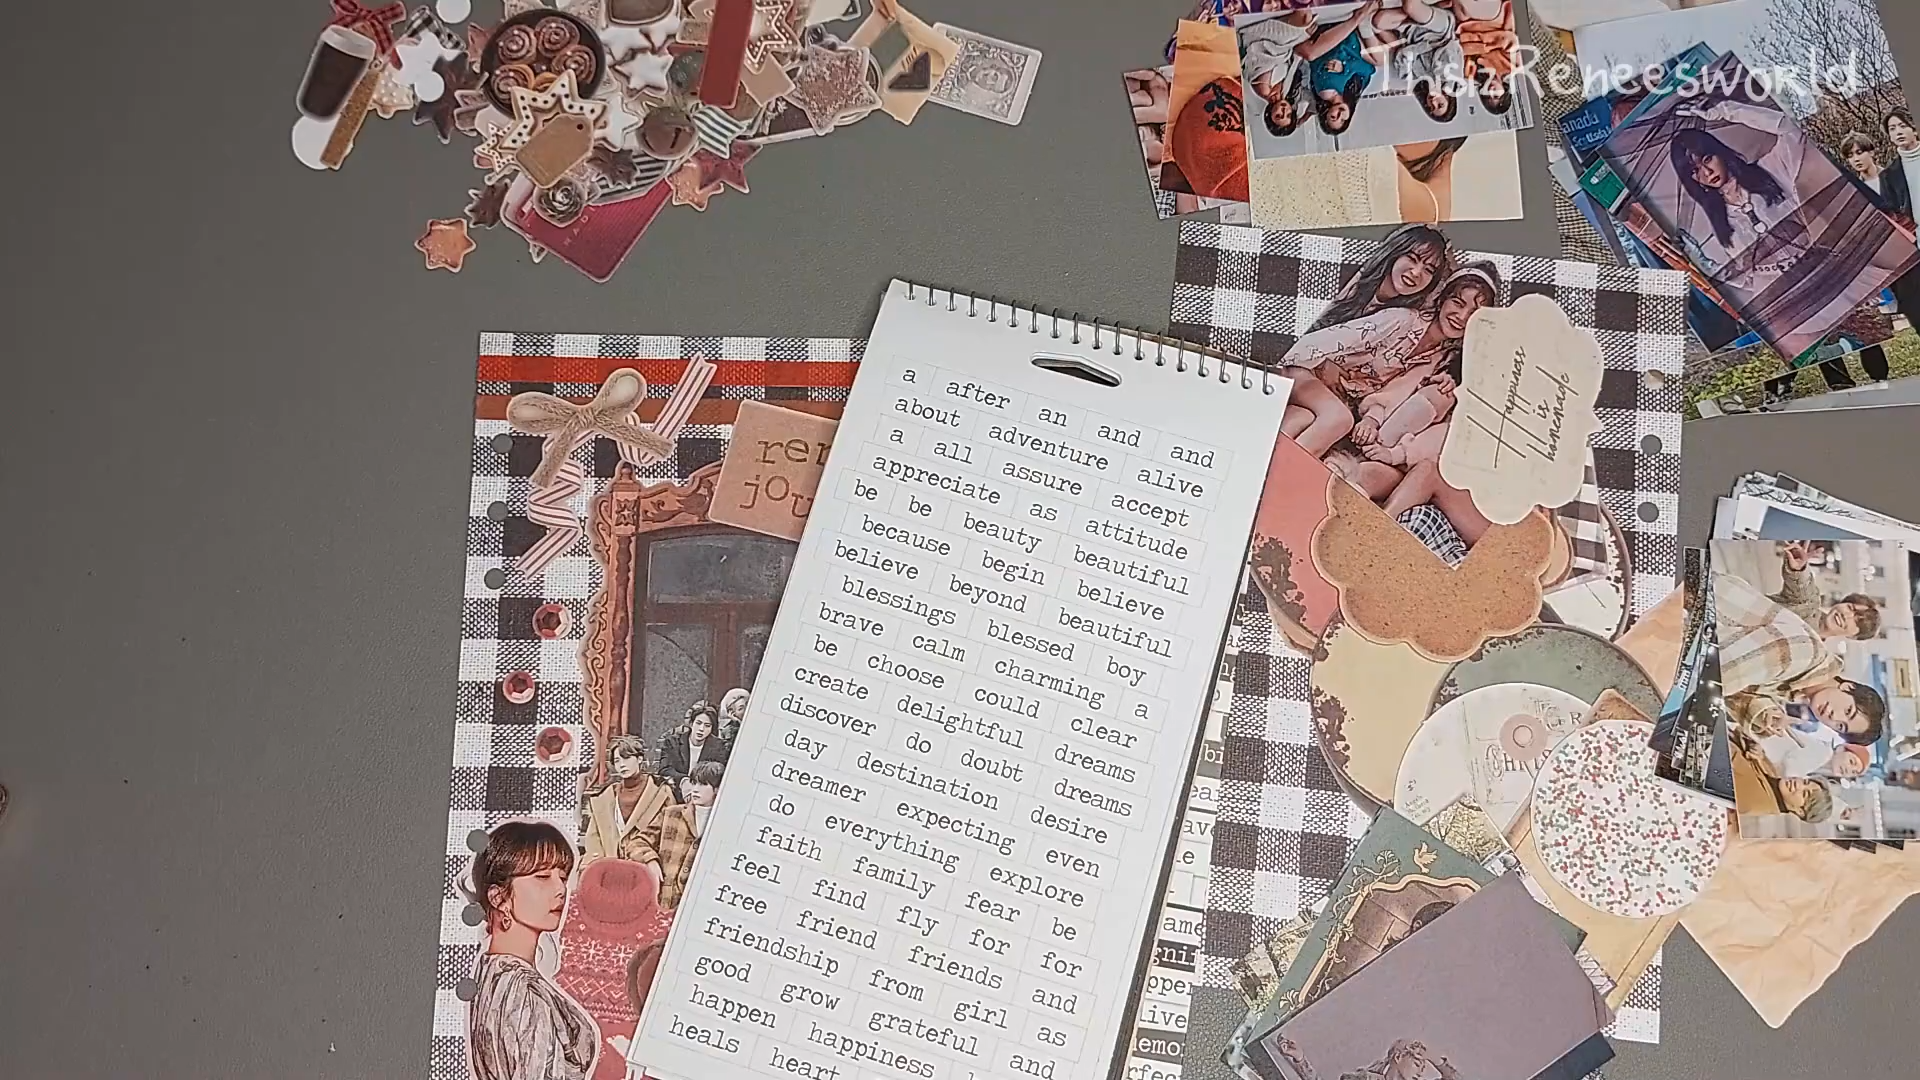 ThisizReneesworld
a after an and and
about adventure alive
a all assure accept
appreciate as attitude
be be beauty beautiful
because begin believe
believe beyond beautiful
blessings blessed boy
brave calm charming a
be choose could clear
create delightful dreams
discover do doubt dreams
day destination desire
dreamer expecting even
do everything explore
faith family fear be
feel find fly for for
free friend friends and
friendship from girl as
good grow grateful and
happen happiness
heals heart
Happiness
is
homemade